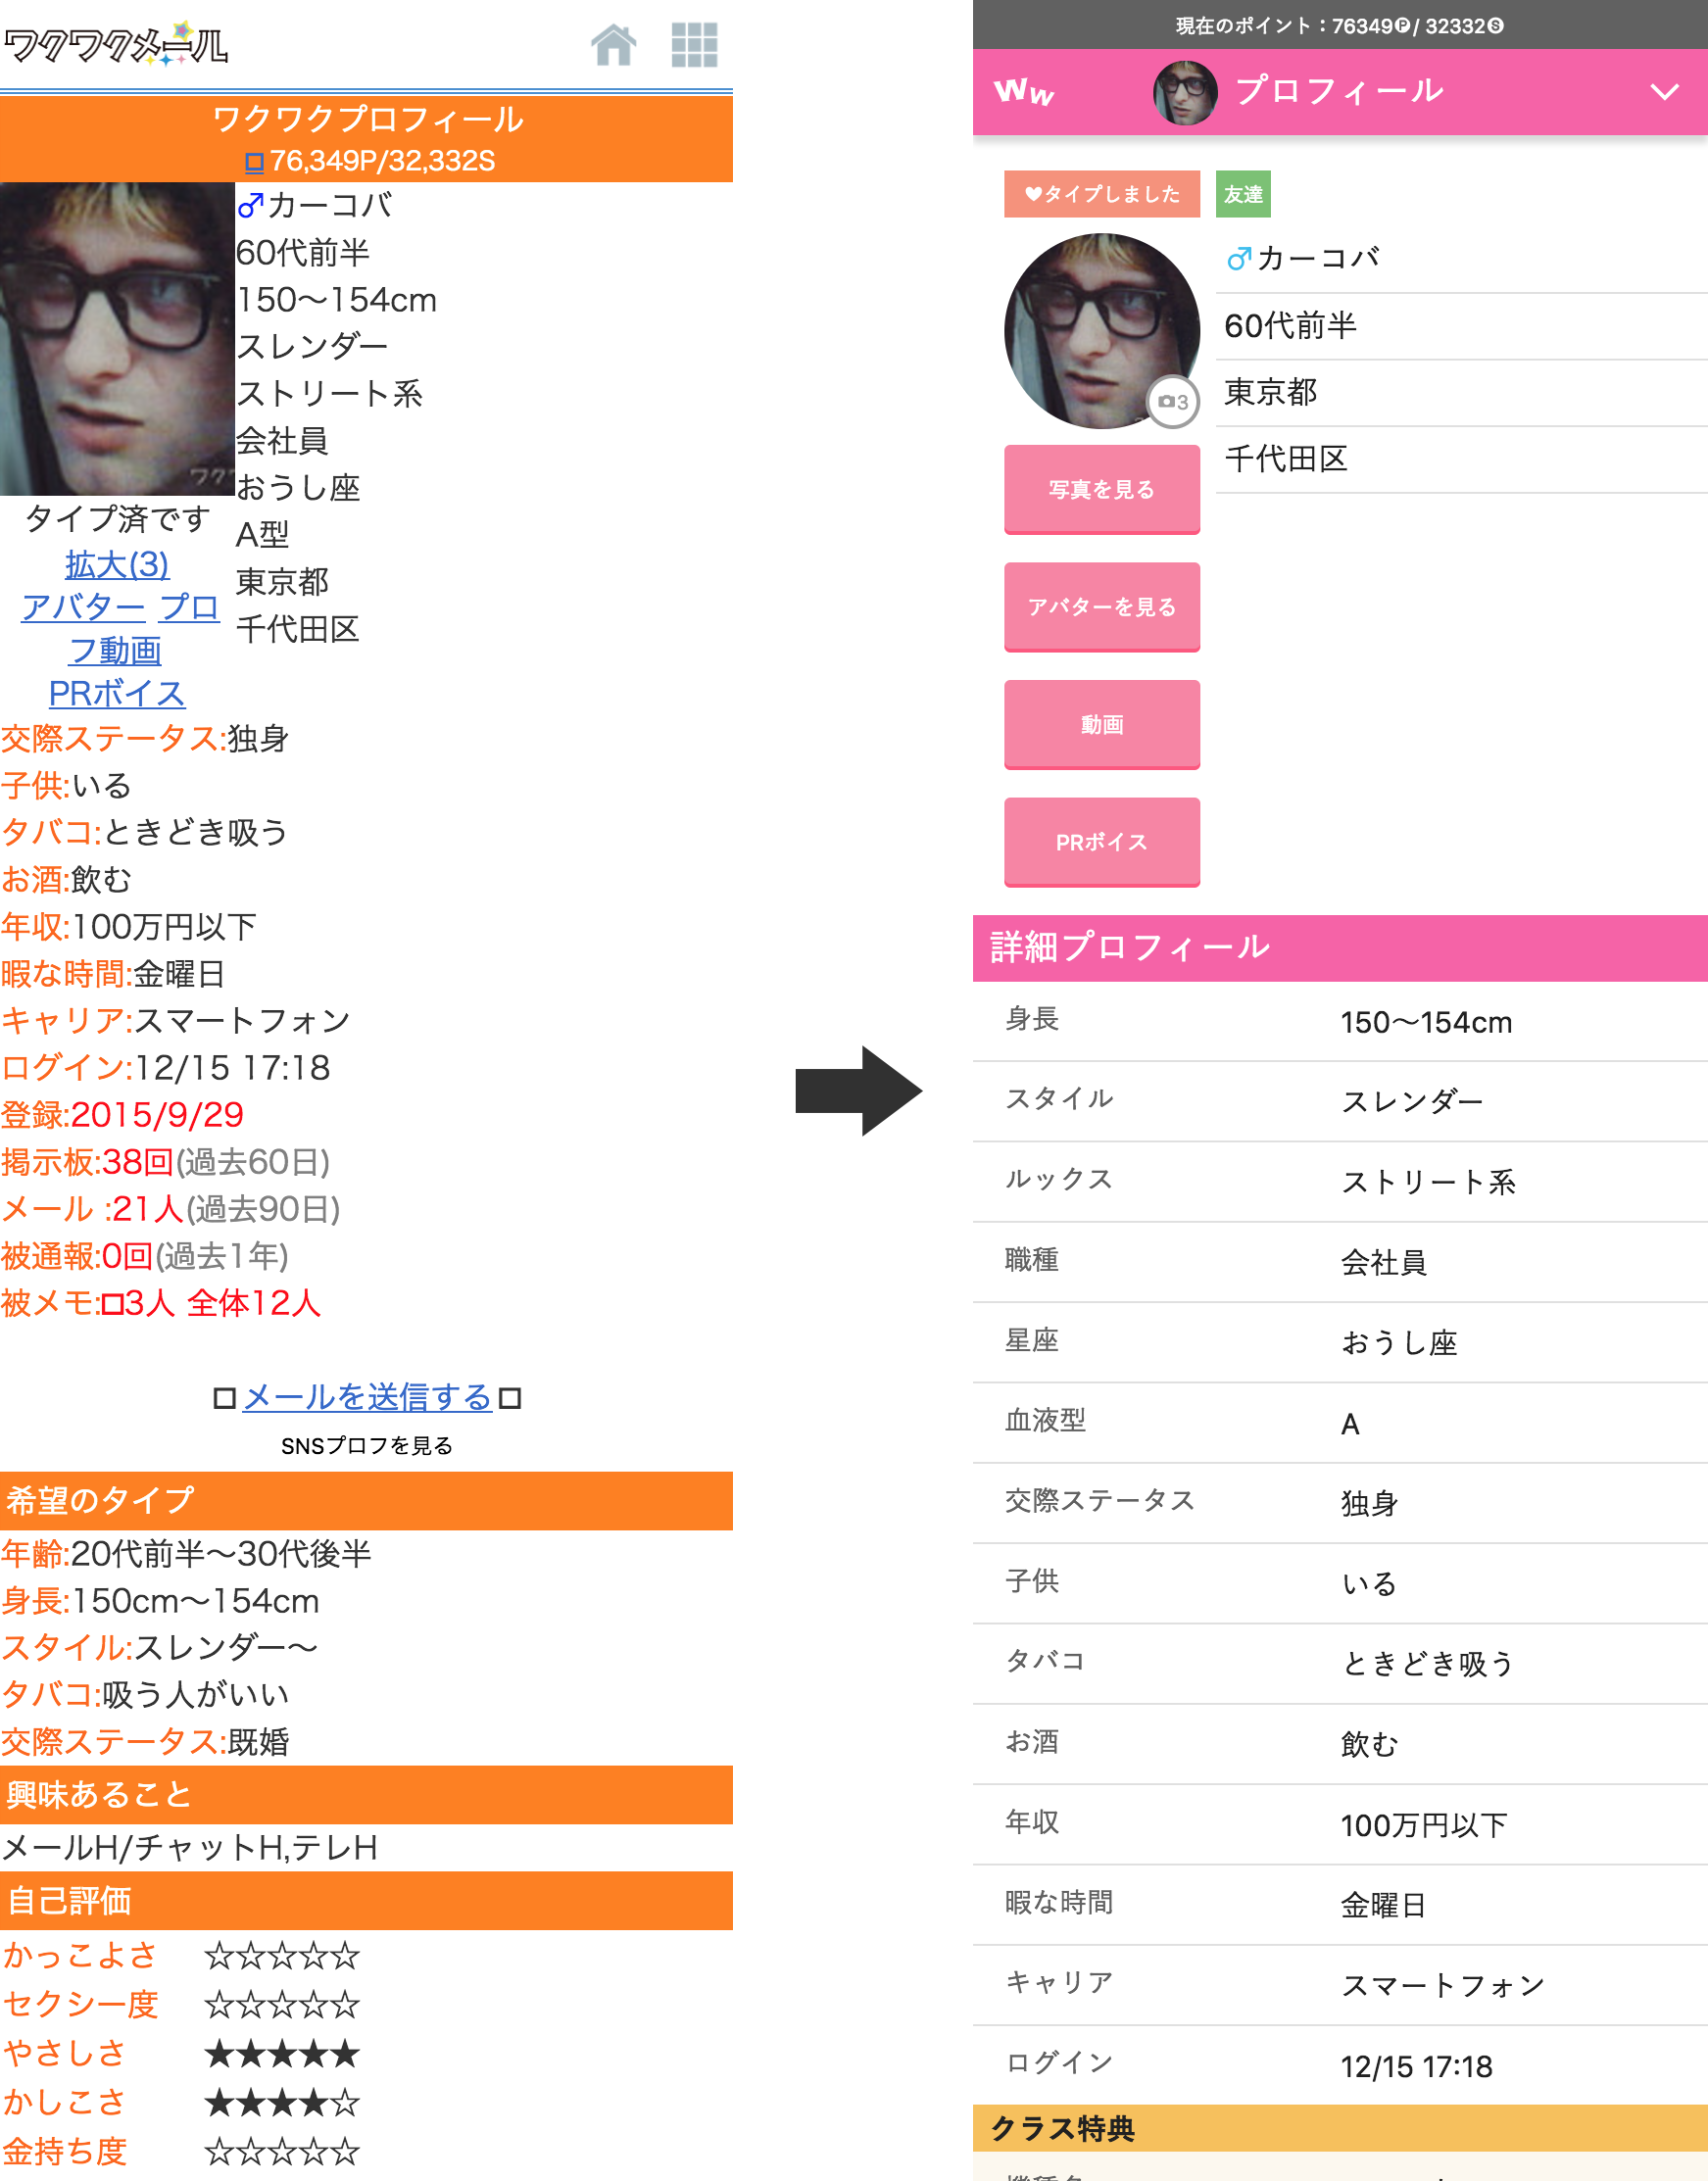 ワクワクメール
ワクワクプロフィール
76,349P/32,332S
♂カーコバ
60代前半
150〜154cm
スレンダー
ストリート系
会社員
おうし座
A型
東京都
千代田区
ワク
タイプ済です
拡大(3)
アバター プロ
フ動画
PRボイス
交際ステータス:独身
子供:いる
タバコ:ときどき吸う
お酒:飲む
年収:100万円以下
暇な時間:金曜日
キャリア:スマートフォン
ログイン:12/15 17:18
登録:2015/9/29
掲示板:38回(過去60日)
メール :21人(過去90日)
被通報:0回(過去1年)
被メモ:3人 全体12人
メールを送信する
SNSプロフを見る
希望のタイプ
年齢:20代前半〜30代後半
身長:150cm〜154cm
スタイル:スレンダー〜
タバコ:吸う人がいい
交際ステータス:既婚
興味あること
メールH/チャットH,テレH
自己評価
かっこよさ ☆☆☆☆☆
セクシー度 ☆☆☆☆☆
やさしさ ★★★★★
かしこさ ★★★★☆
金持ち度 ☆☆☆☆☆
現在のポイント：76349P/ 32332S
ww プロフィール
♥タイプしました 友達
♂カーコバ
60代前半
東京都
千代田区
3
写真を見る
アバターを見る
動画
PRボイス
詳細プロフィール
身長 150〜154cm
スタイル スレンダー
ルックス ストリート系
職種 会社員
星座 おうし座
血液型 A
交際ステータス 独身
子供 いる
タバコ ときどき吸う
お酒 飲む
年収 100万円以下
暇な時間 金曜日
キャリア スマートフォン
ログイン 12/15 17:18
クラス特典